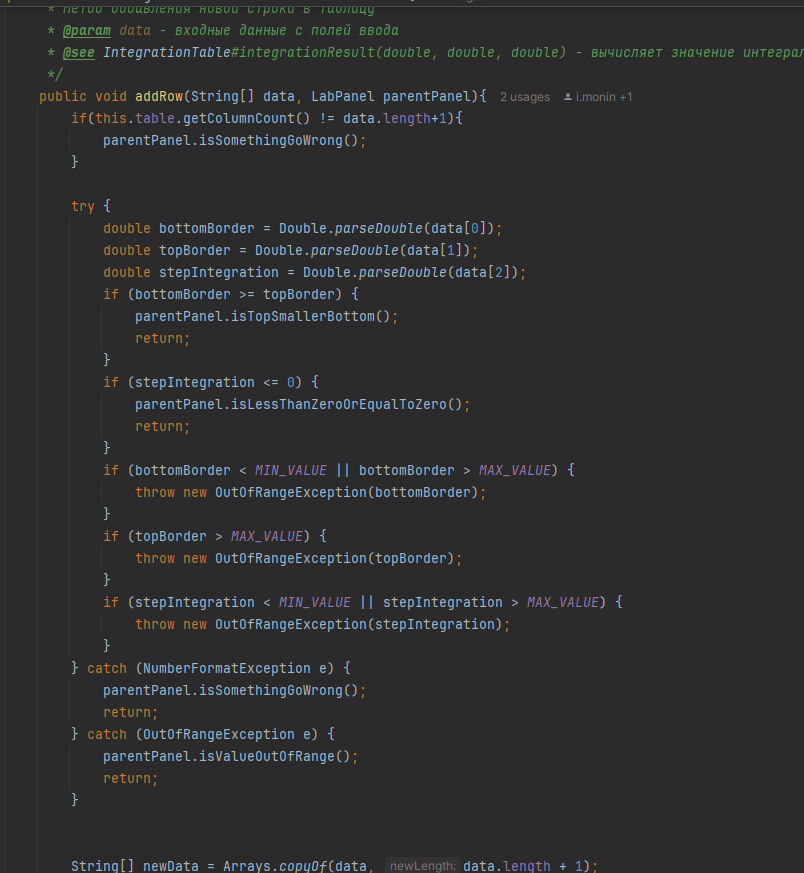 * Метод добавления новой строки в таблицу
* @param data - входные данные с полей ввода
* @see IntegrationTable#integrationResult(double, double, double) - вычисляет значение интеграл
*/
public void addRow(String[] data, LabPanel parentPanel){ 2 usages i.monin +1
if(this.table.getColumnCount() != data.length+1){
parentPanel.isSomethingGoWrong();
}
try {
double bottomBorder = Double.parseDouble(data[0]);
double topBorder = Double.parseDouble(data[1]);
double stepIntegration = Double.parseDouble(data[2]);
if (bottomBorder >= topBorder) {
parentPanel.isTopSmallerBottom();
return;
}
if (stepIntegration <= 0) {
parentPanel.isLessThanZeroOrEqualToZero();
return;
}
if (bottomBorder < MIN_VALUE || bottomBorder > MAX_VALUE) {
throw new OutOfRangeException(bottomBorder);
}
if (topBorder > MAX_VALUE) {
throw new OutOfRangeException(topBorder);
}
if (stepIntegration < MIN_VALUE || stepIntegration > MAX_VALUE) {
throw new OutOfRangeException(stepIntegration);
}
} catch (NumberFormatException e) {
parentPanel.isSomethingGoWrong();
return;
} catch (OutOfRangeException e) {
parentPanel.isValueOutOfRange();
return;
}
String[] newData = Arrays.copyOf(data, newLength: data.length + 1);